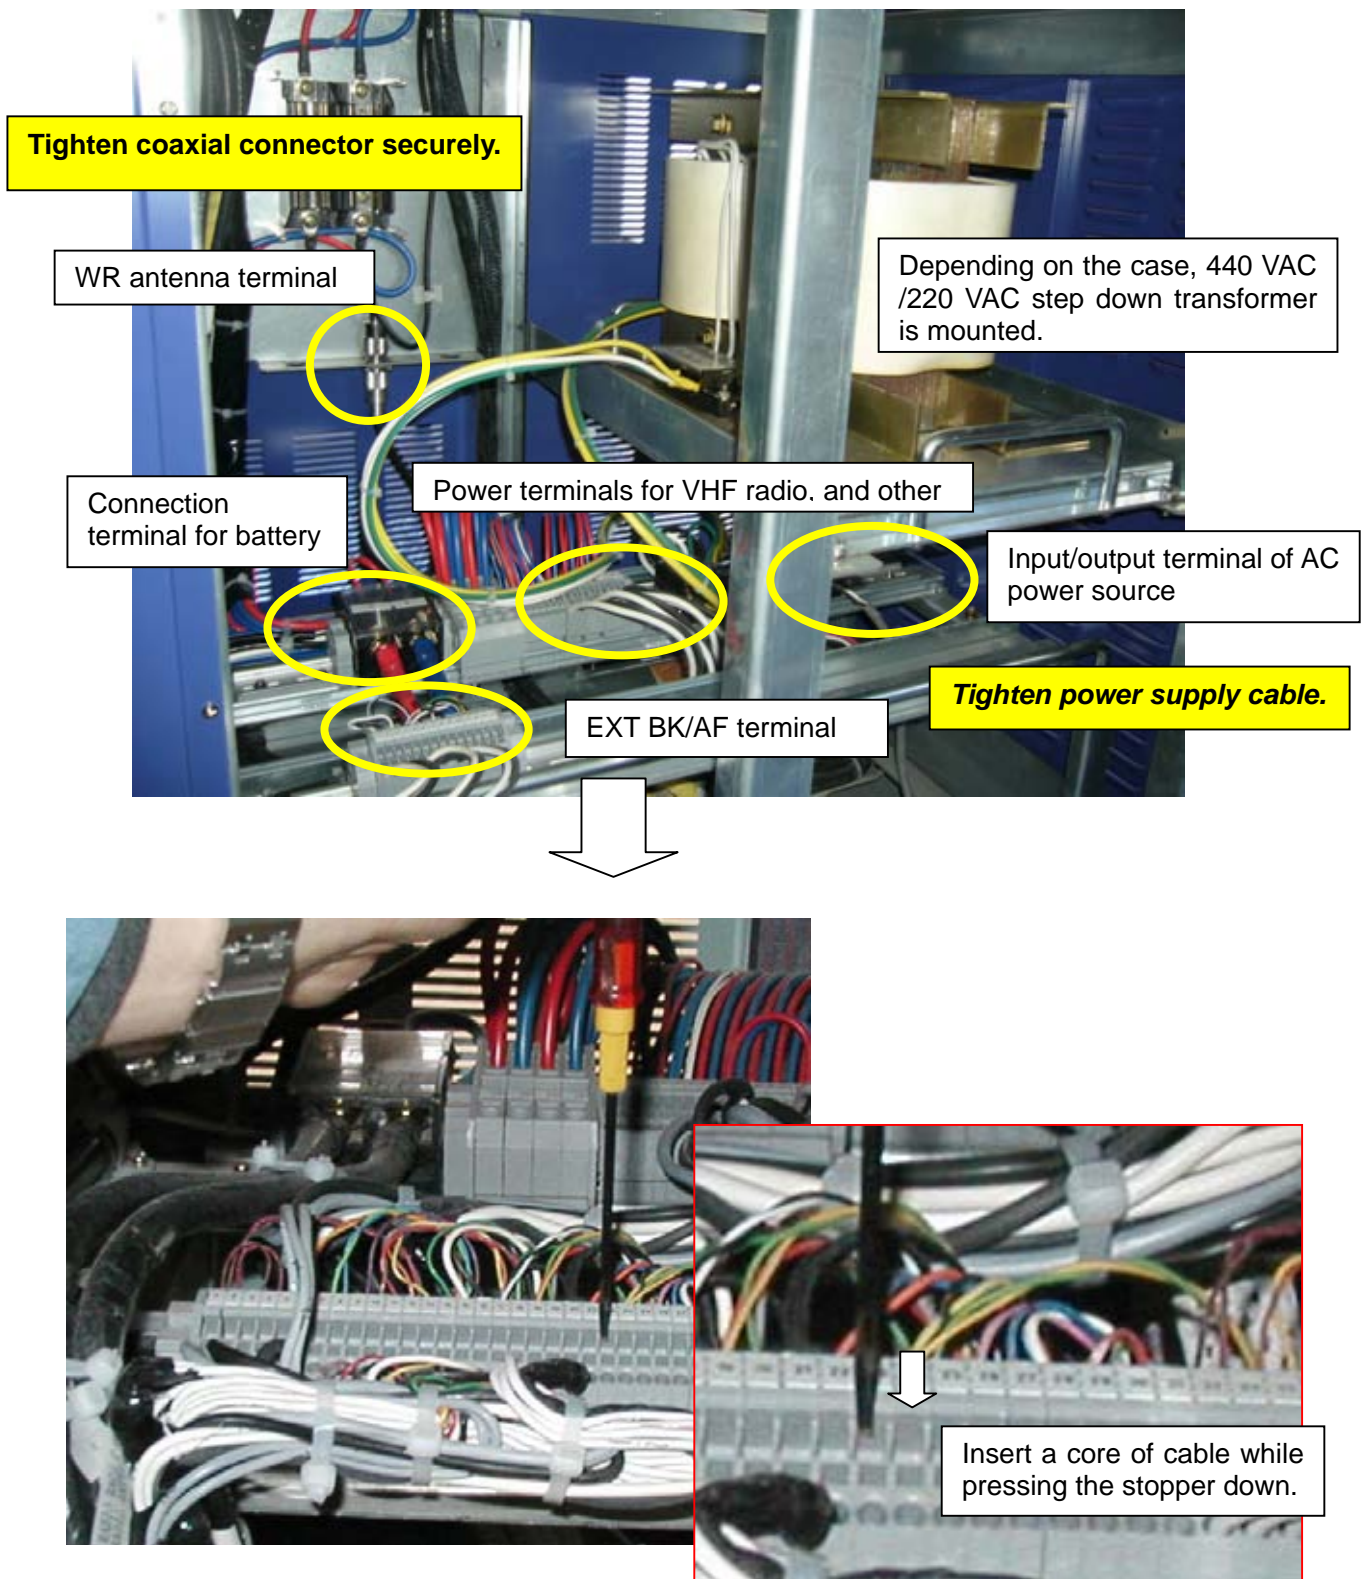 Tighten coaxial connector securely.
WR antenna terminal
Depending on the case, 440 VAC
/220 VAC step down transformer
is mounted.
Connection
terminal for battery
Power terminals for VHF radio, and other
Input/output terminal of AC
power source
Tighten power supply cable.
EXT BK/AF terminal
Insert a core of cable while
pressing the stopper down.